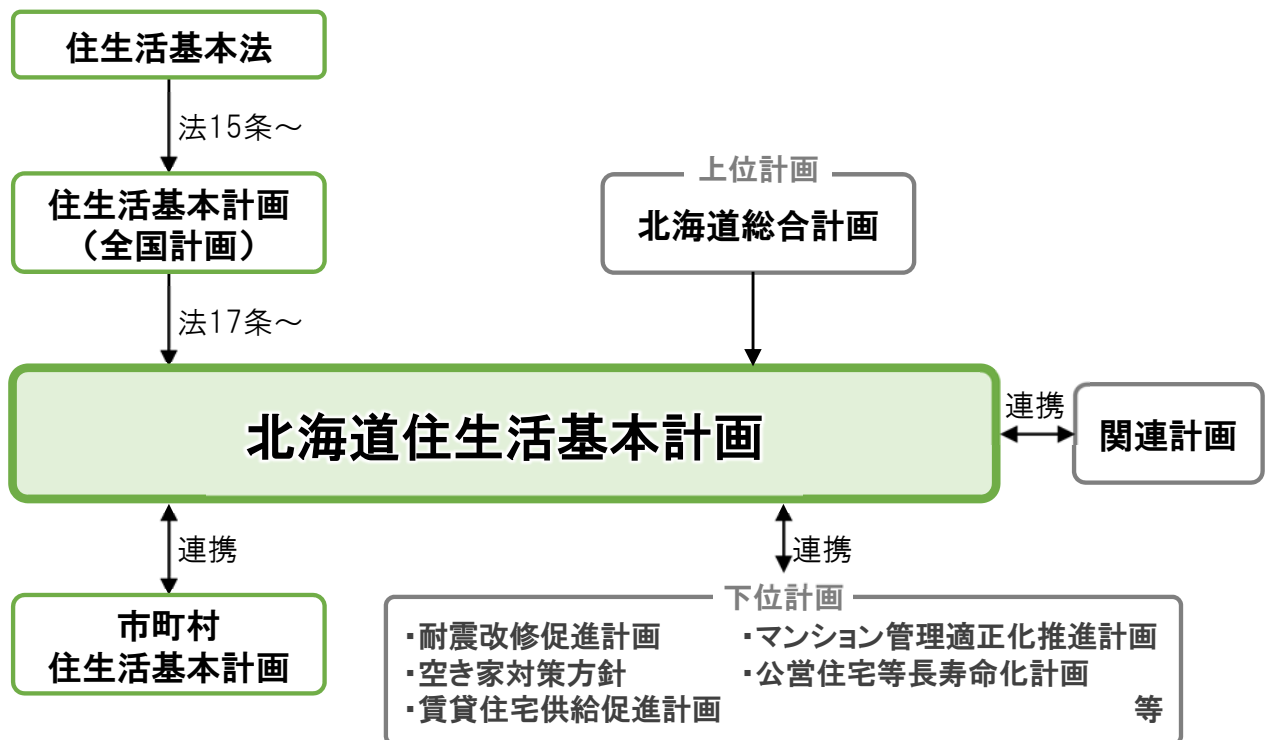 住生活基本法
法15条～
住生活基本計画
（全国計画）
上位計画
北海道総合計画
法17条～
北海道住生活基本計画
連携
関連計画
連携
市町村
住生活基本計画
連携
下位計画
・耐震改修促進計画
・空き家対策方針
・賃貸住宅供給促進計画
・マンション管理適正化推進計画
・公営住宅等長寿命化計画
等